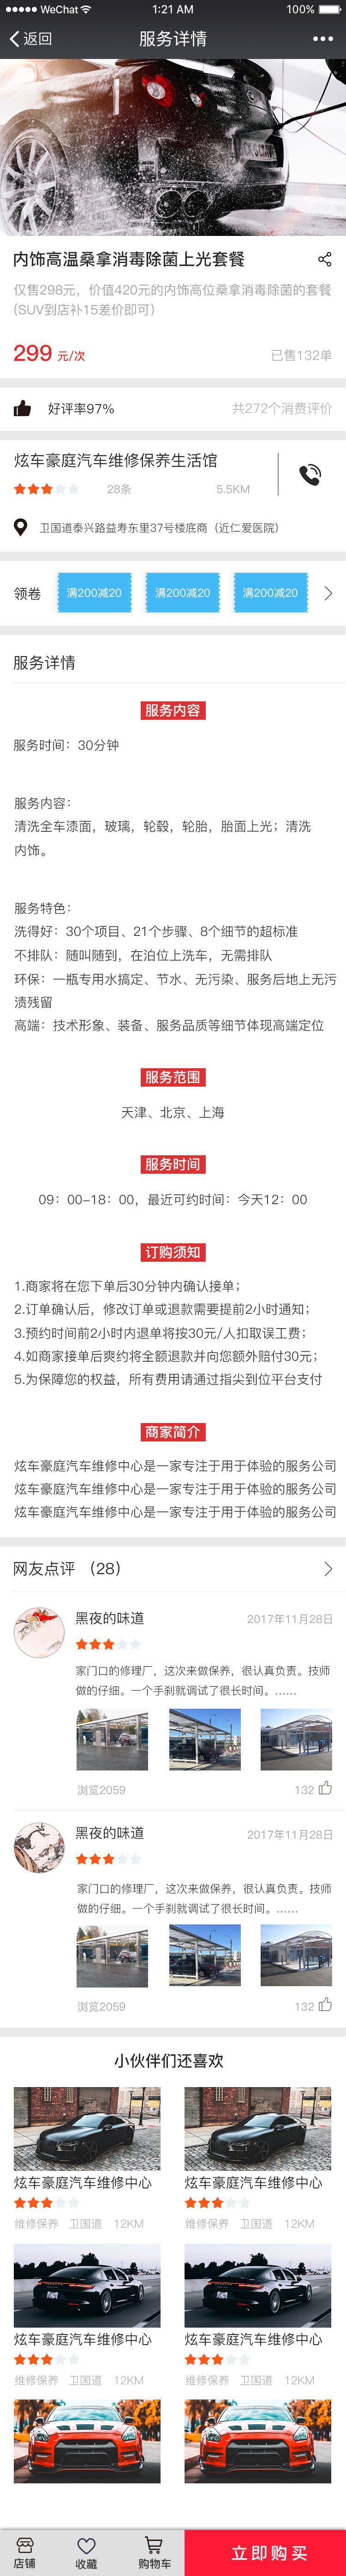 WeChat 1:21 AM 100%
返回 服务详情
内饰高温桑拿消毒除菌上光套餐
仅售298元，价值420元的内饰高位桑拿消毒除菌的套餐
(SUV到店补15差价即可)
299 元/次 已售132单
好评率97% 共272个消费评价
炫车豪庭汽车维修保养生活馆
28条 5.5KM
卫国道泰兴路益寿东里37号楼底商（近仁爱医院）
领卷 满200减20 满200减20 满200减20
服务详情
服务内容
服务时间：30分钟
服务内容：
清洗全车漆面，玻璃，轮毂，轮胎，胎面上光；清洗
内饰。
服务特色：
洗得好：30个项目、21个步骤、8个细节的超标准
不排队：随叫随到，在泊位上洗车，无需排队
环保：一瓶专用水搞定、节水、无污染、服务后地上无污
渍残留
高端：技术形象、装备、服务品质等细节体现高端定位
服务范围
天津、北京、上海
服务时间
09：00-18：00，最近可约时间：今天12：00
订购须知
1.商家将在您下单后30分钟内确认接单；
2.订单确认后，修改订单或退款需要提前2小时通知；
3.预约时间前2小时内退单将按30元/人扣取误工费；
4.如商家接单后爽约将全额退款并向您额外赔付30元；
5.为保障您的权益，所有费用请通过指尖到位平台支付
商家简介
炫车豪庭汽车维修中心是一家专注于用于体验的服务公司
炫车豪庭汽车维修中心是一家专注于用于体验的服务公司
炫车豪庭汽车维修中心是一家专注于用于体验的服务公司
网友点评 （28）
黑夜的味道 2017年11月28日
家门口的修理厂，这次来做保养，很认真负责。技师
做的仔细。一个手刹就调试了很长时间。……
浏览2059 132
黑夜的味道 2017年11月28日
家门口的修理厂，这次来做保养，很认真负责。技师
做的仔细。一个手刹就调试了很长时间。……
浏览2059 132
小伙伴们还喜欢
炫车豪庭汽车维修中心 炫车豪庭汽车维修中心
维修保养 卫国道 12KM 维修保养 卫国道 12KM
炫车豪庭汽车维修中心 炫车豪庭汽车维修中心
维修保养 卫国道 12KM 维修保养 卫国道 12KM
店铺 收藏 购物车 立即购买